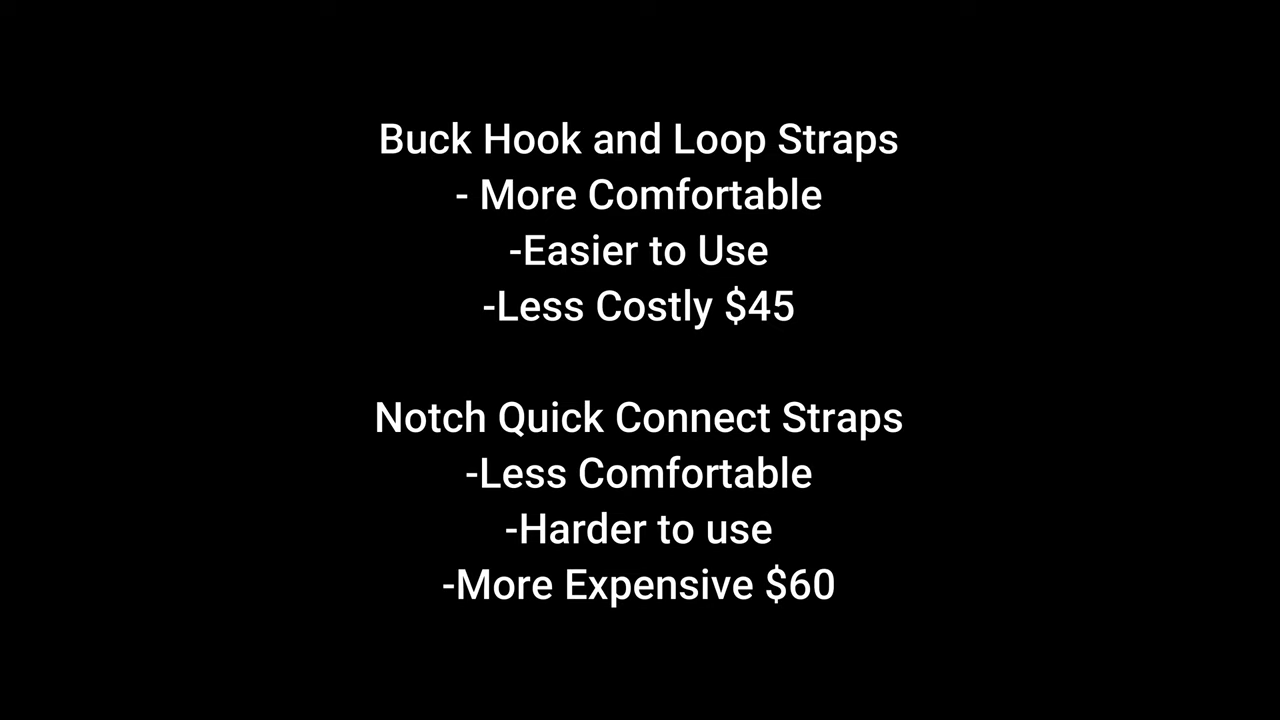 Buck Hook and Loop Straps
- More Comfortable
-Easier to Use
-Less Costly $45
Notch Quick Connect Straps
-Less Comfortable
-Harder to use
-More Expensive $60